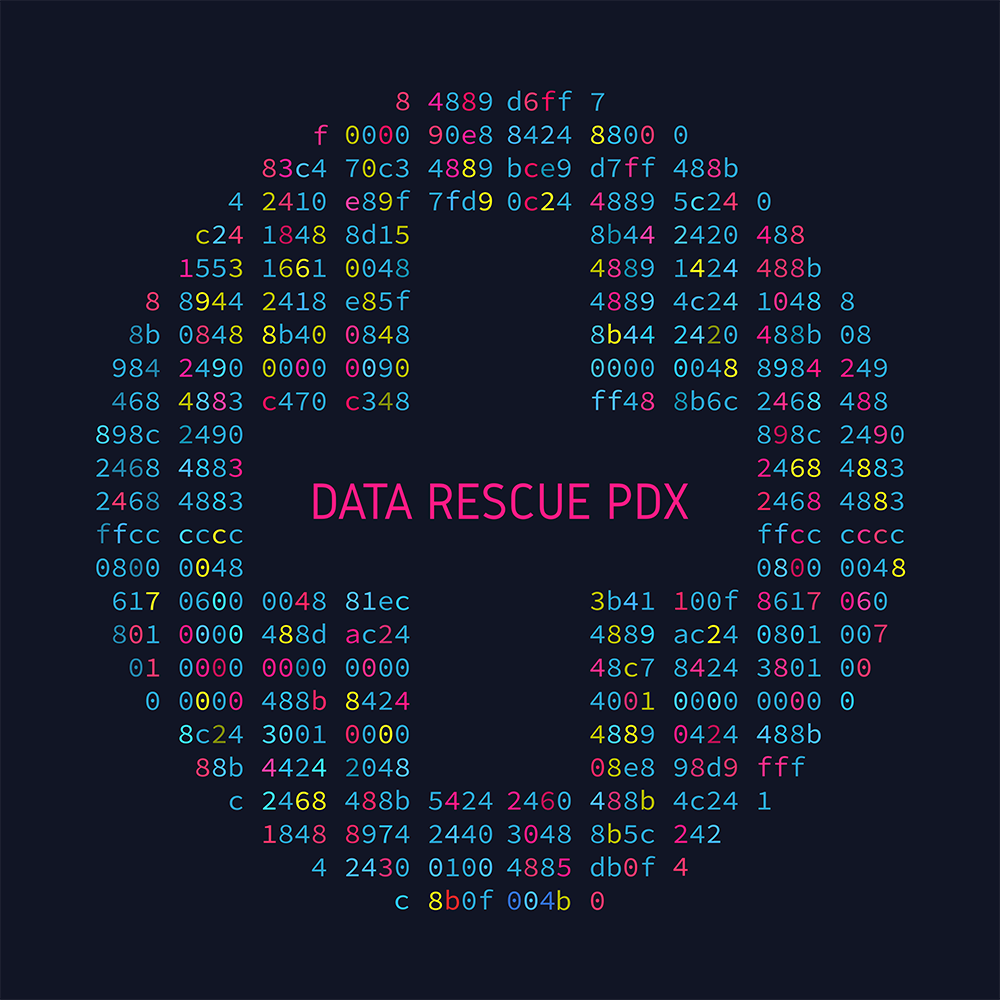 8 4889 d6ff 7
f 0000 90e8 8424 8800 0
83c4 70c3 4889 bce9 d7ff 488b
4 2410 e89f 7fd9 0c24 4889 5c24 0
c24 1848 8d15 8b44 2420 488
1553 1661 0048 4889 1424 488b
8 8944 2418 e85f 4889 4c24 1048 8
8b 0848 8b40 0848 8b44 2420 488b 08
984 2490 0000 0090 0000 0048 8984 249
468 4883 c470 c348 ff48 8b6c 2468 488
898c 2490 898c 2490
2468 4883 2468 4883
DATA RESCUE PDX
2468 4883 2468 4883
ffcc cccc ffcc cccc
0800 0048 0800 0048
617 0600 0048 81ec 3b41 100f 8617 060
801 0000 488d ac24 4889 ac24 0801 007
01 0000 0000 0000 48c7 8424 3801 00
0 0000 488b 8424 4001 0000 0000 0
8c24 3001 0000 4889 0424 488b
88b 4424 2048 08e8 98d9 fff
c 2468 488b 5424 2460 488b 4c24 1
1848 8974 2440 3048 8b5c 242
4 2430 0100 4885 db0f 4
c 8b0f 004b 0